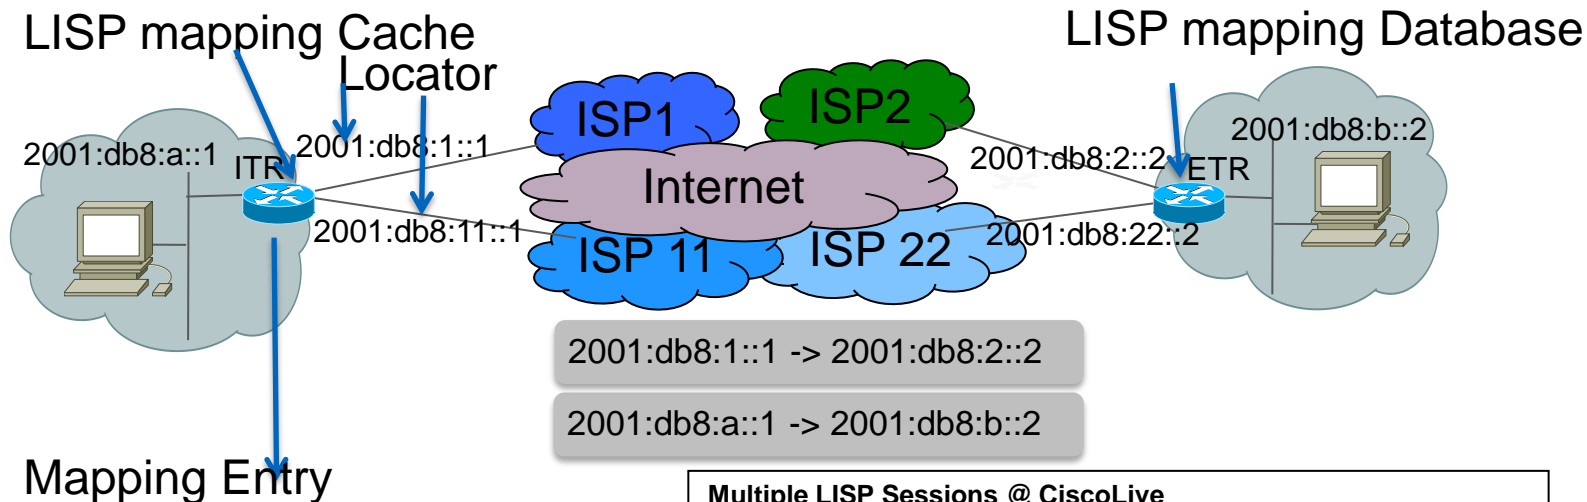 LISP mapping Cache
LISP mapping Database
Locator
ISP1
ISP2
2001:db8:a::1
ITR
2001:db8:1::1
2001:db8:2::2
ETR
2001:db8:b::2
Internet
2001:db8:11::1
ISP 11
ISP 22
2001:db8:22::2
2001:db8:1::1 -> 2001:db8:2::2
2001:db8:a::1 -> 2001:db8:b::2
Mapping Entry
Multiple LISP Sessions @ CiscoLive